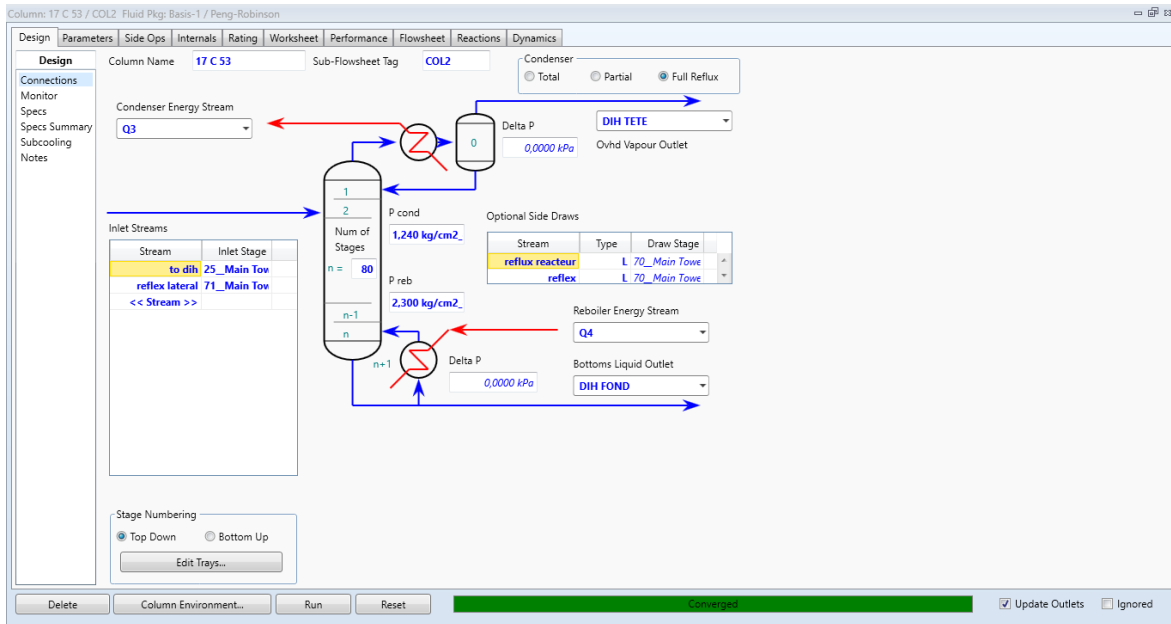 Column: 17 C 53 / COL2 Fluid Pkg: Basis-1 / Peng-Robinson
Design Parameters Side Ops Internals Rating Worksheet Performance Flowsheet Reactions Dynamics
Design
Connections
Monitor
Specs
Specs Summary
Subcooling
Notes
Column Name 17 C 53 Sub-Flowsheet Tag COL2
Condenser
Total Partial Full Reflux
Condenser Energy Stream
Q3
0
Delta P
0,0000 kPa
DIH TETE
Ovhd Vapour Outlet
1
2
Num of
Stages
n = 80
n-1
n
n+1
P cond
1,240 kg/cm2_
P reb
2,300 kg/cm2_
Inlet Streams
Stream Inlet Stage
to dih 25__Main Tow
reflex lateral 71__Main Tow
<< Stream >>
Optional Side Draws
Stream Type Draw Stage
reflux reacteur L 70__Main Towe
reflex L 70__Main Towe
Reboiler Energy Stream
Q4
Delta P
0,0000 kPa
Bottoms Liquid Outlet
DIH FOND
Stage Numbering
Top Down Bottom Up
Edit Trays...
Delete Column Environment... Run Reset Converged Update Outlets Ignored